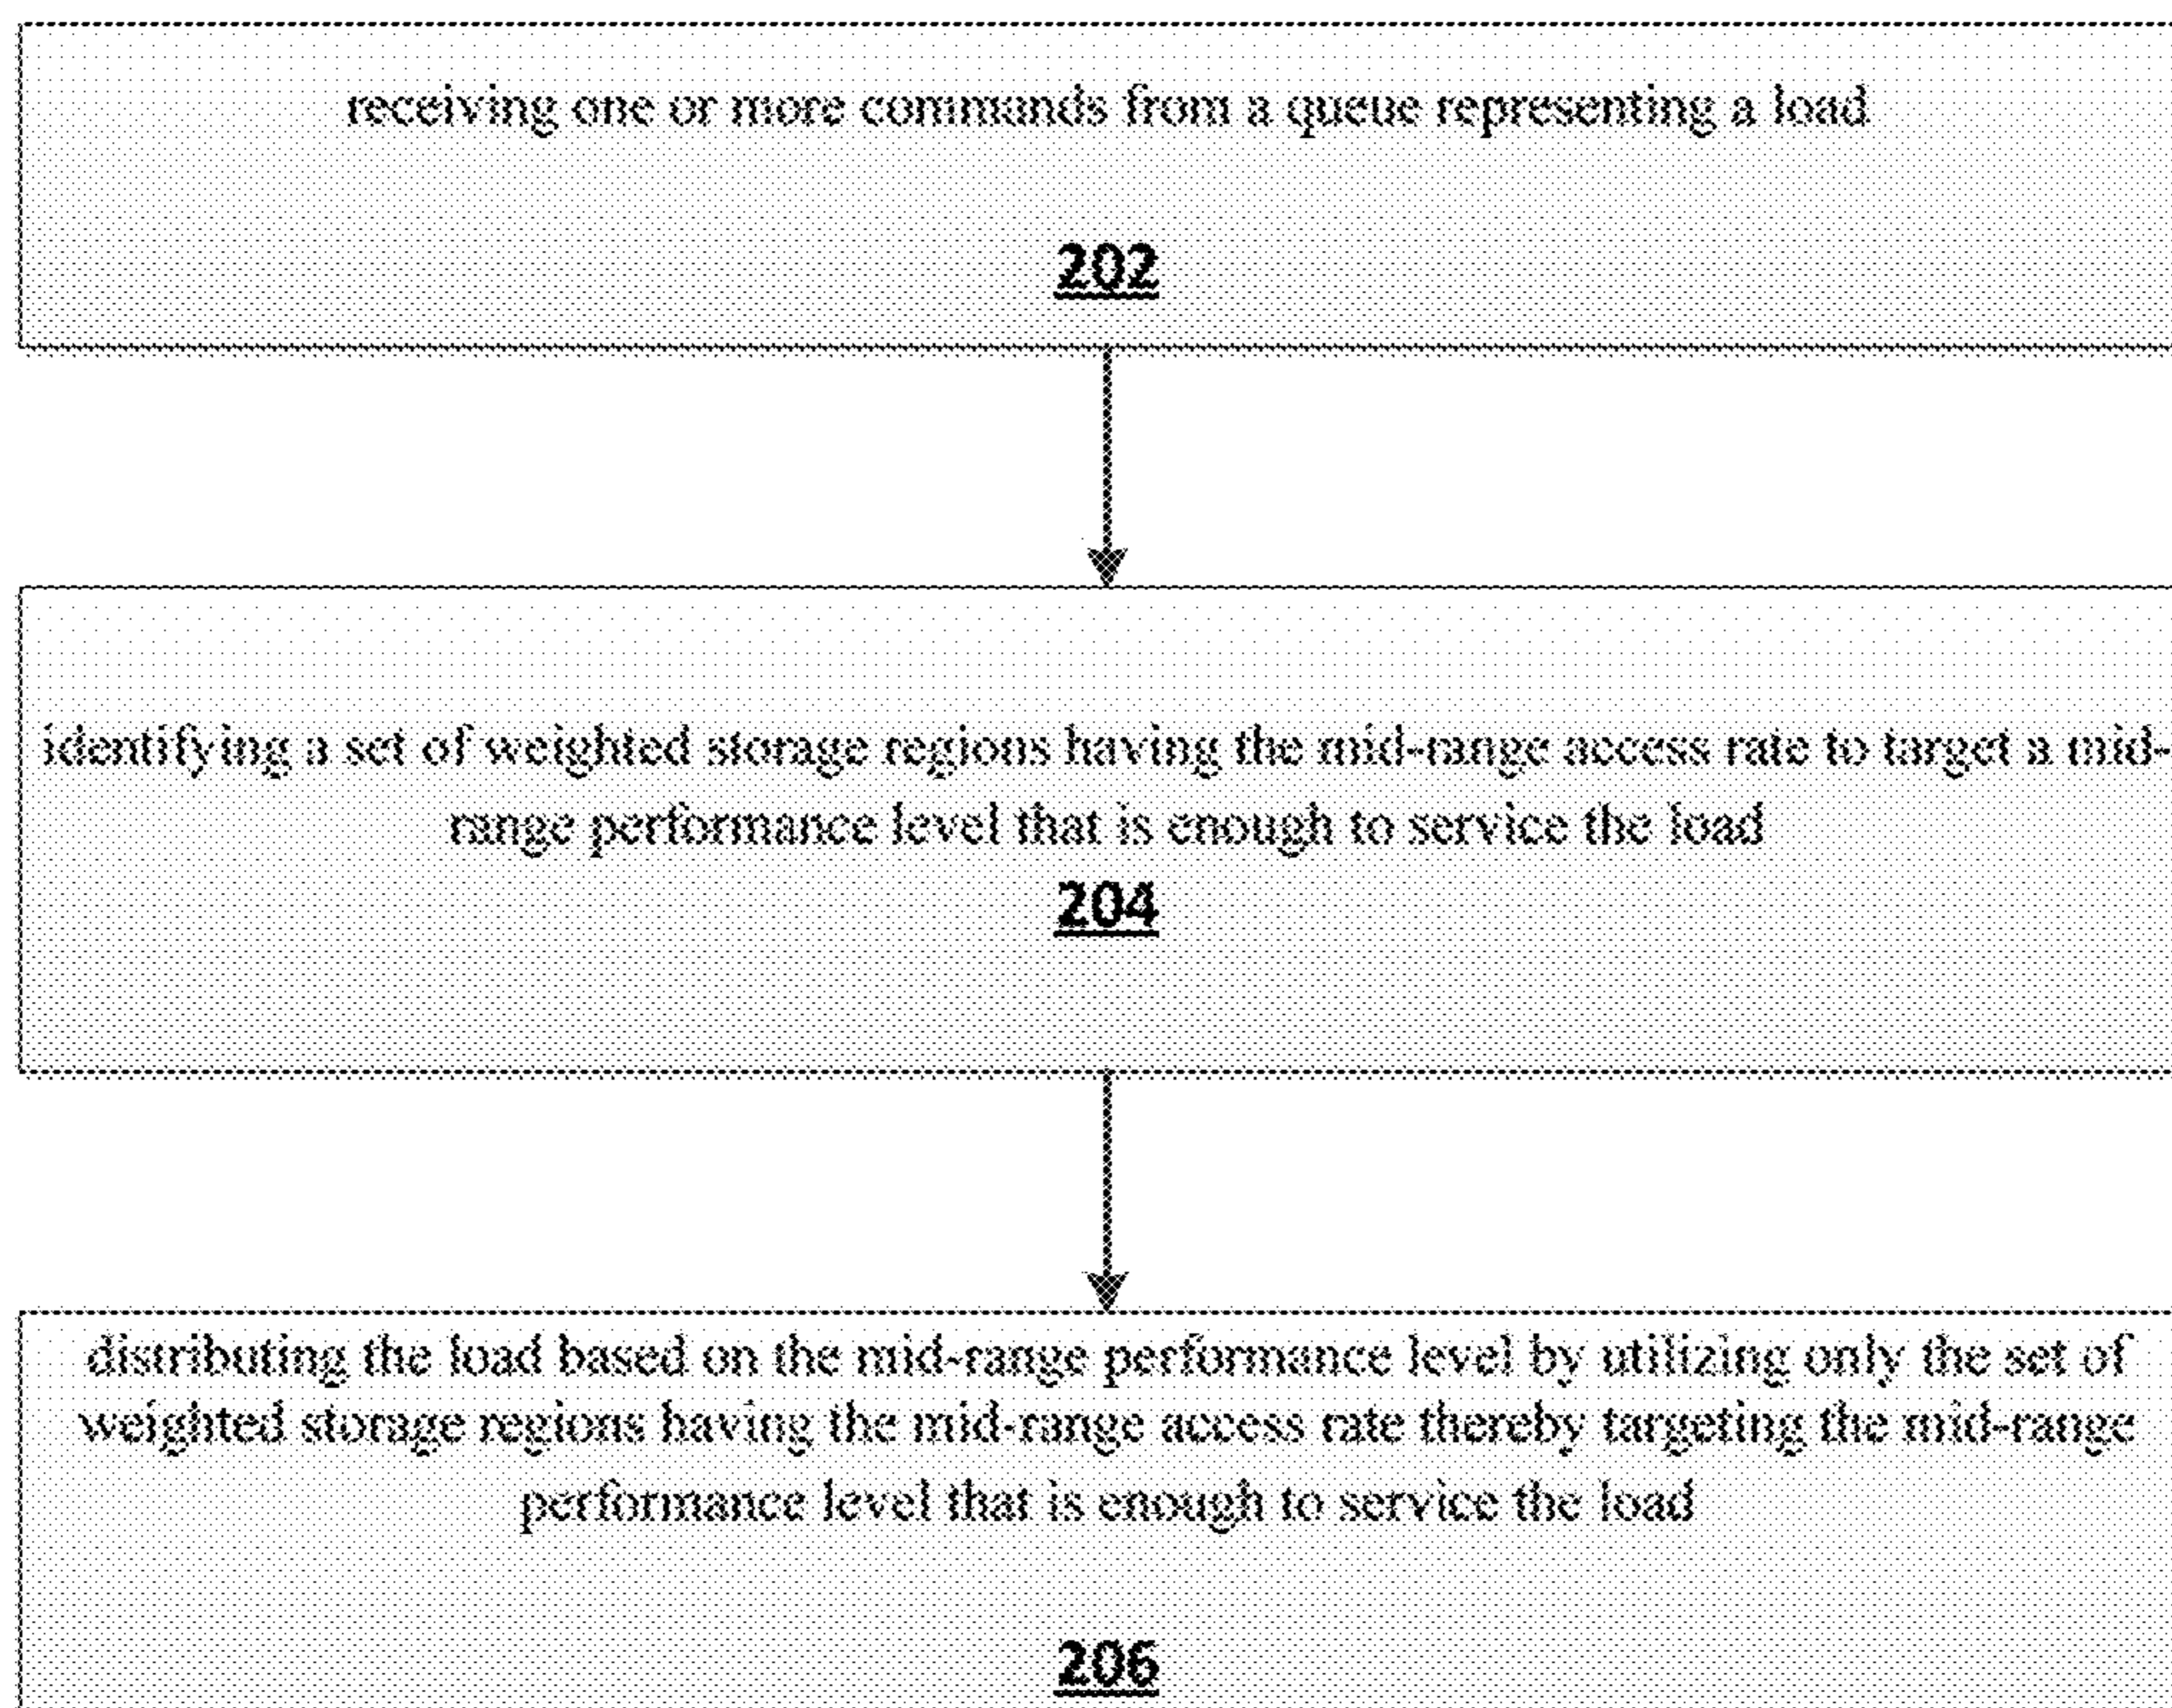 receiving one or more commands from a queue representing a load
202
identifying a set of weighted storage regions having the mid-range access rate to target a mid-
range performance level that is enough to service the load
204
distributing the load based on the mid-range performance level by utilizing only the set of
weighted storage regions having the mid-range access rate thereby targeting the mid-range
performance level that is enough to service the load
206